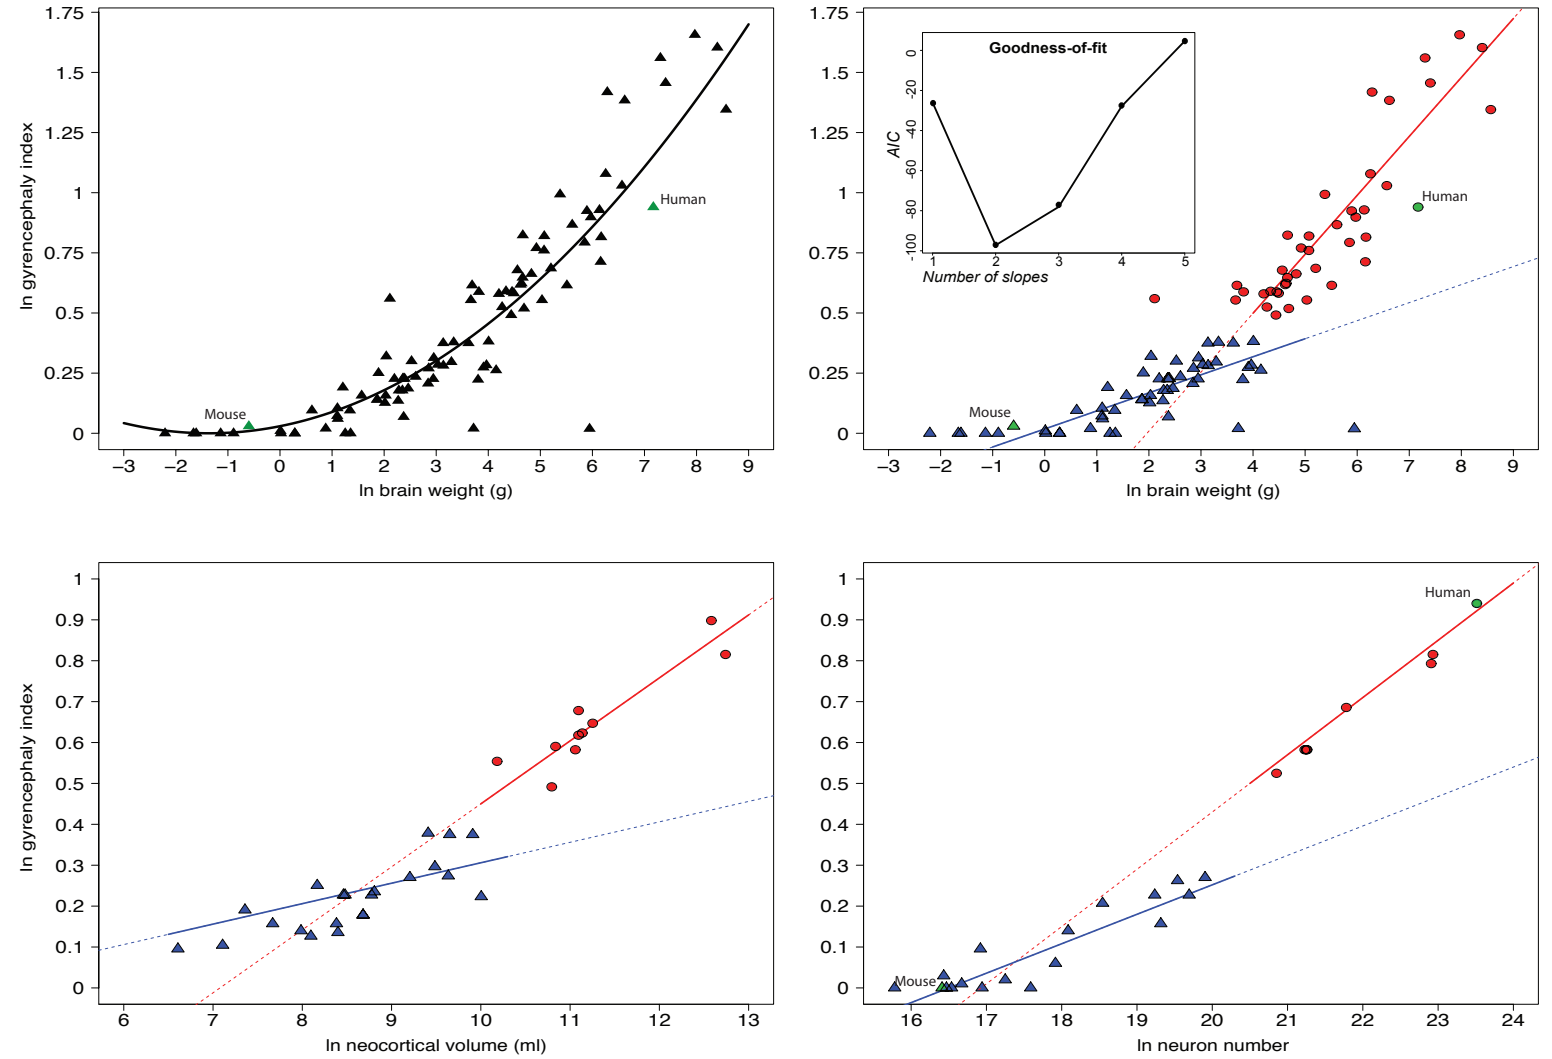 1.75
1.5
1.25
1
0.75
0.5
0.25
0
ln gyrencephaly index
Human
Mouse
−3 −2 −1 0 1 2 3 4 5 6 7 8 9
ln brain weight (g)
1.75
1.5
1.25
1
0.75
0.5
0.25
0
Goodness-of-fit
0
-20
-40
-60
-80
-100
AIC
1 2 3 4 5
Number of slopes
Human
Mouse
−3 −2 −1 0 1 2 3 4 5 6 7 8 9
ln brain weight (g)
1
0.9
0.8
0.7
0.6
0.5
0.4
0.3
0.2
0.1
0
ln gyrencephaly index
6 7 8 9 10 11 12 13
ln neocortical volume (ml)
1
0.9
0.8
0.7
0.6
0.5
0.4
0.3
0.2
0.1
0
Human
Mouse
16 17 18 19 20 21 22 23 24
ln neuron number